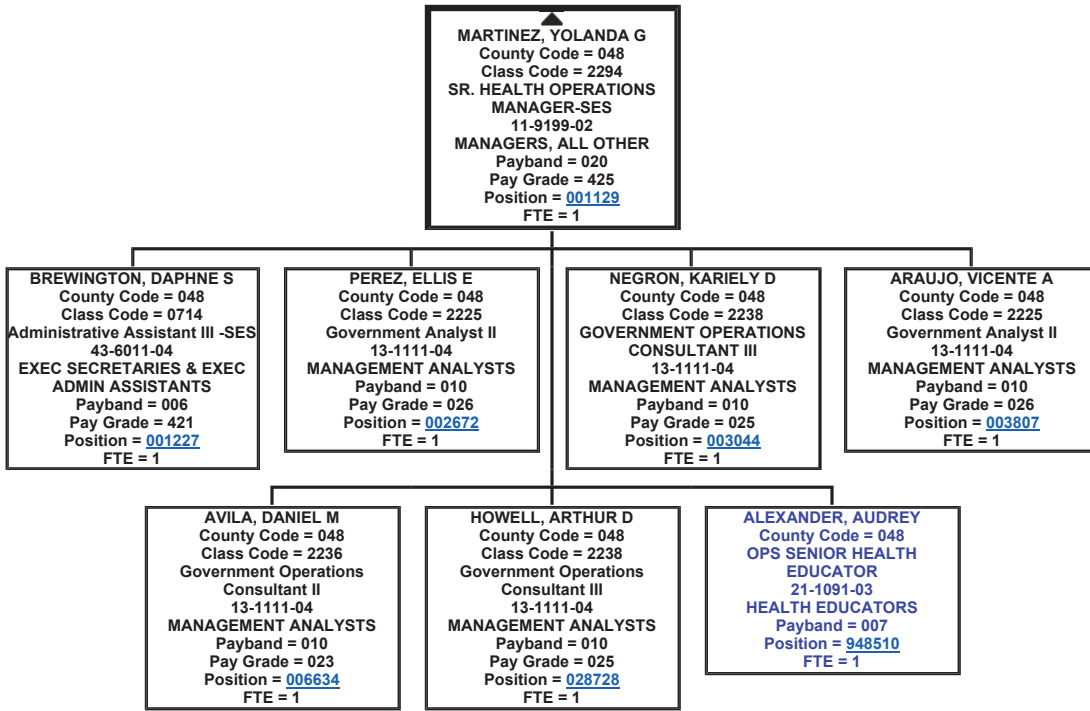 MARTINEZ, YOLANDA G
County Code = 048
Class Code = 2294
SR. HEALTH OPERATIONS
MANAGER-SES
11-9199-02
MANAGERS, ALL OTHER
Payband = 020
Pay Grade = 425
Position = 001129
FTE = 1
BREWINGTON, DAPHNE S
County Code = 048
Class Code = 0714
Administrative Assistant III -SES
43-6011-04
EXEC SECRETARIES & EXEC
ADMIN ASSISTANTS
Payband = 006
Pay Grade = 421
Position = 001227
FTE = 1
PEREZ, ELLIS E
County Code = 048
Class Code = 2225
Government Analyst II
13-1111-04
MANAGEMENT ANALYSTS
Payband = 010
Pay Grade = 026
Position = 002672
FTE = 1
NEGRON, KARIELY D
County Code = 048
Class Code = 2238
GOVERNMENT OPERATIONS
CONSULTANT III
13-1111-04
MANAGEMENT ANALYSTS
Payband = 010
Pay Grade = 025
Position = 003044
FTE = 1
ARAUJO, VICENTE A
County Code = 048
Class Code = 2225
Government Analyst II
13-1111-04
MANAGEMENT ANALYSTS
Payband = 010
Pay Grade = 026
Position = 003807
FTE = 1
AVILA, DANIEL M
County Code = 048
Class Code = 2236
Government Operations
Consultant II
13-1111-04
MANAGEMENT ANALYSTS
Payband = 010
Pay Grade = 023
Position = 006634
FTE = 1
HOWELL, ARTHUR D
County Code = 048
Class Code = 2238
Government Operations
Consultant III
13-1111-04
MANAGEMENT ANALYSTS
Payband = 010
Pay Grade = 025
Position = 028728
FTE = 1
ALEXANDER, AUDREY
County Code = 048
OPS SENIOR HEALTH
EDUCATOR
21-1091-03
HEALTH EDUCATORS
Payband = 007
Position = 948510
FTE = 1